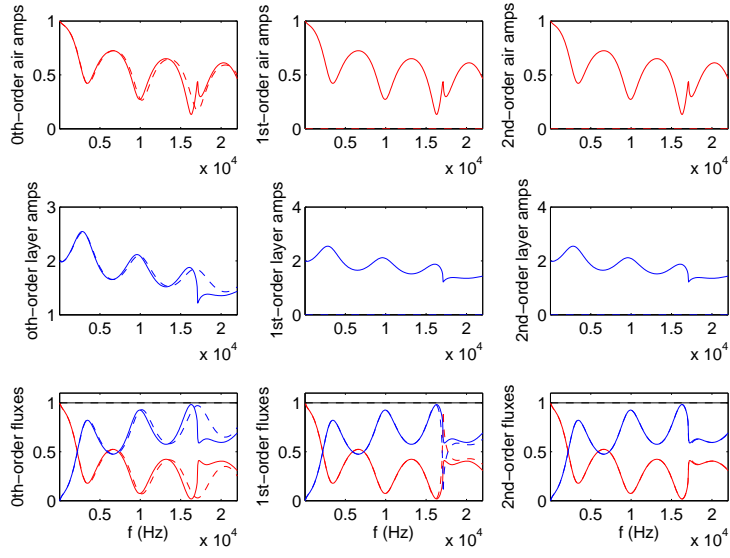 0th−order air amps
1
0.5
0
0.5 1 1.5 2
x 10^4
1st−order air amps
1
0.5
0
0.5 1 1.5 2
x 10^4
2nd−order air amps
1
0.5
0
0.5 1 1.5 2
x 10^4
oth−order layer amps
3
2
1
0.5 1 1.5 2
x 10^4
1st−order layer amps
4
2
0
0.5 1 1.5 2
x 10^4
2nd−order layer amps
4
2
0
0.5 1 1.5 2
x 10^4
0th−order fluxes
1
0.5
0
0.5 1 1.5 2
f (Hz)
x 10^4
1st−order fluxes
1
0.5
0
0.5 1 1.5 2
f (Hz)
x 10^4
2nd−order fluxes
1
0.5
0
0.5 1 1.5 2
f (Hz)
x 10^4